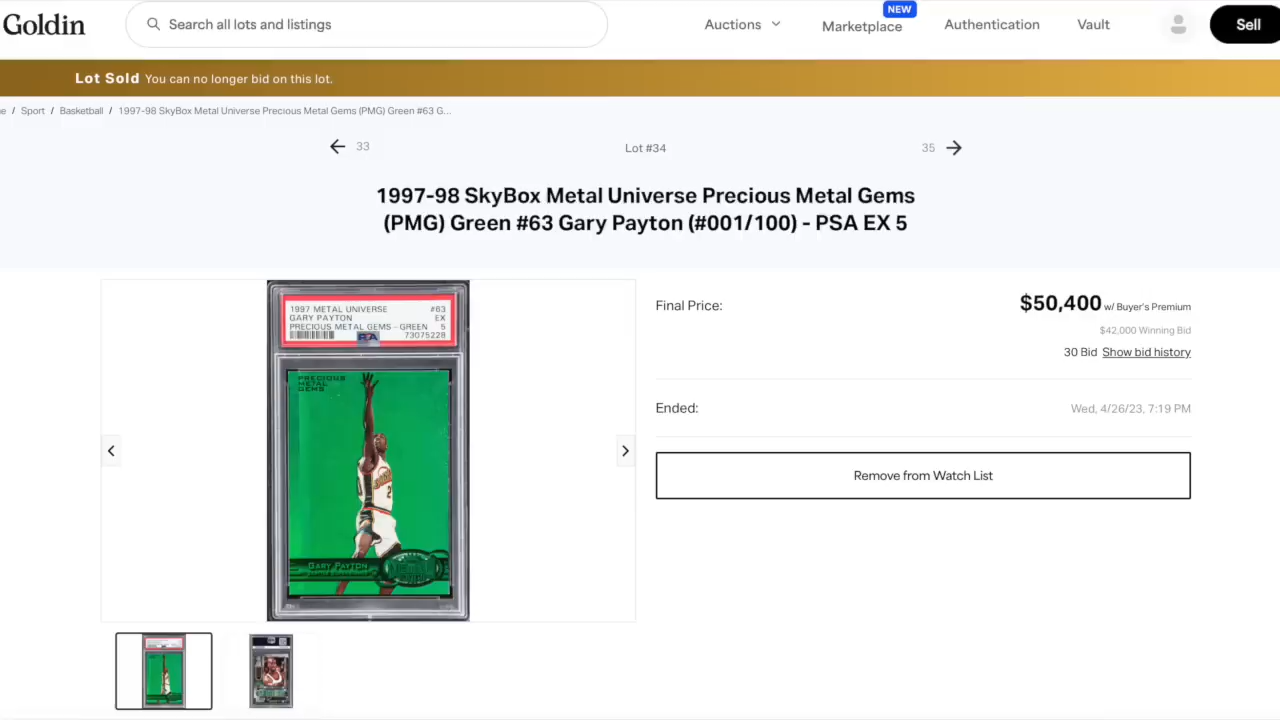 Goldin
Search all lots and listings
Auctions
NEW
Marketplace
Authentication
Vault
Sell
Lot Sold You can no longer bid on this lot.
e / Sport / Basketball / 1997-98 SkyBox Metal Universe Precious Metal Gems (PMG) Green #63 G...
33
Lot #34
35
1997-98 SkyBox Metal Universe Precious Metal Gems
(PMG) Green #63 Gary Payton (#001/100) - PSA EX 5
1997 METAL UNIVERSE #63
GARY PAYTON EX
PRECIOUS METAL GEMS - GREEN 5
PSA 73075228
PRECIOUS
METAL
GEMS
2
GARY PAYTON
Final Price:
$50,400 w/ Buyer's Premium
$42,000 Winning Bid
30 Bid Show bid history
Ended:
Wed, 4/26/23, 7:19 PM
Remove from Watch List